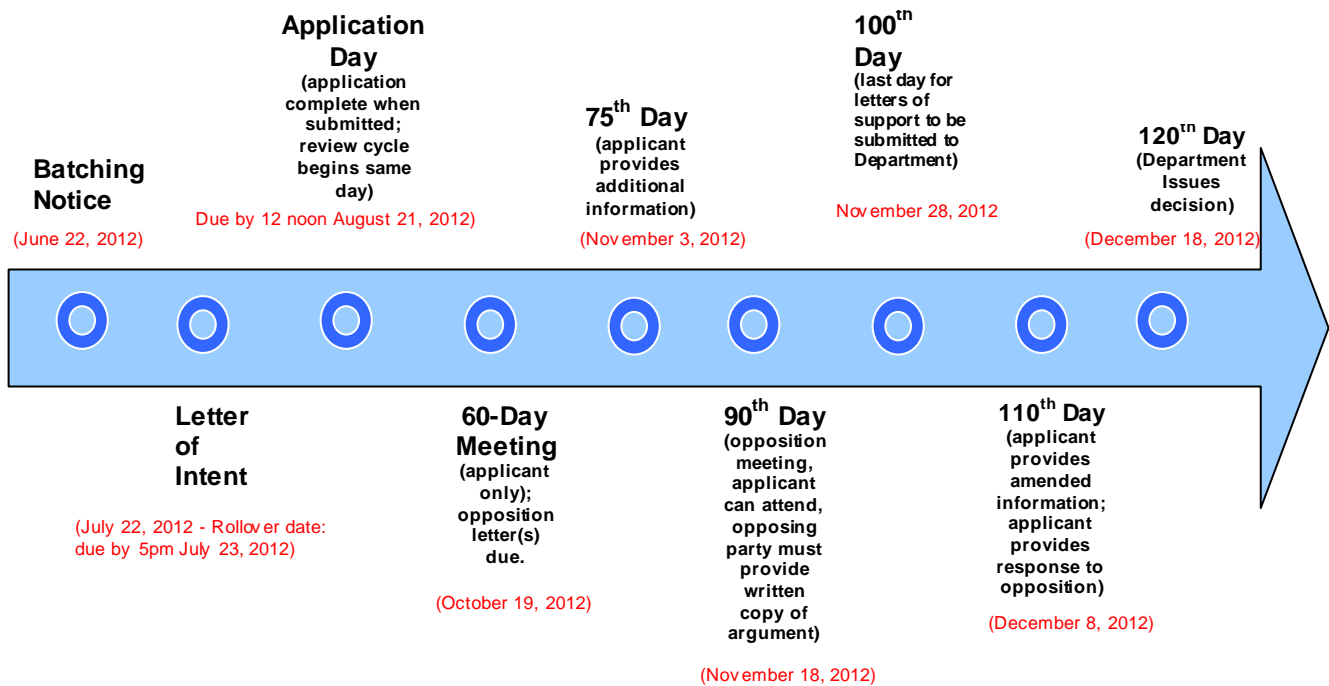 Batching
Notice
(June 22, 2012)
Letter
of
Intent
(July 22, 2012 - Rollover date:
due by 5pm July 23, 2012)
Application
Day
(application
complete when
submitted;
review cycle
begins same
day)
Due by 12 noon August 21, 2012)
60-Day
Meeting
(applicant
only);
opposition
letter(s)
due.
(October 19, 2012)
75th Day
(applicant
provides
additional
information)
(November 3, 2012)
90th Day
(opposition
meeting,
applicant
can attend,
opposing
party must
provide
written
copy of
argument)
(November 18, 2012)
100th
Day
(last day for
letters of
support to be
submitted to
Department)
November 28, 2012
110th Day
(applicant
provides
amended
information;
applicant
provides
response to
opposition)
(December 8, 2012)
120th Day
(Department
Issues
decision)
(December 18, 2012)